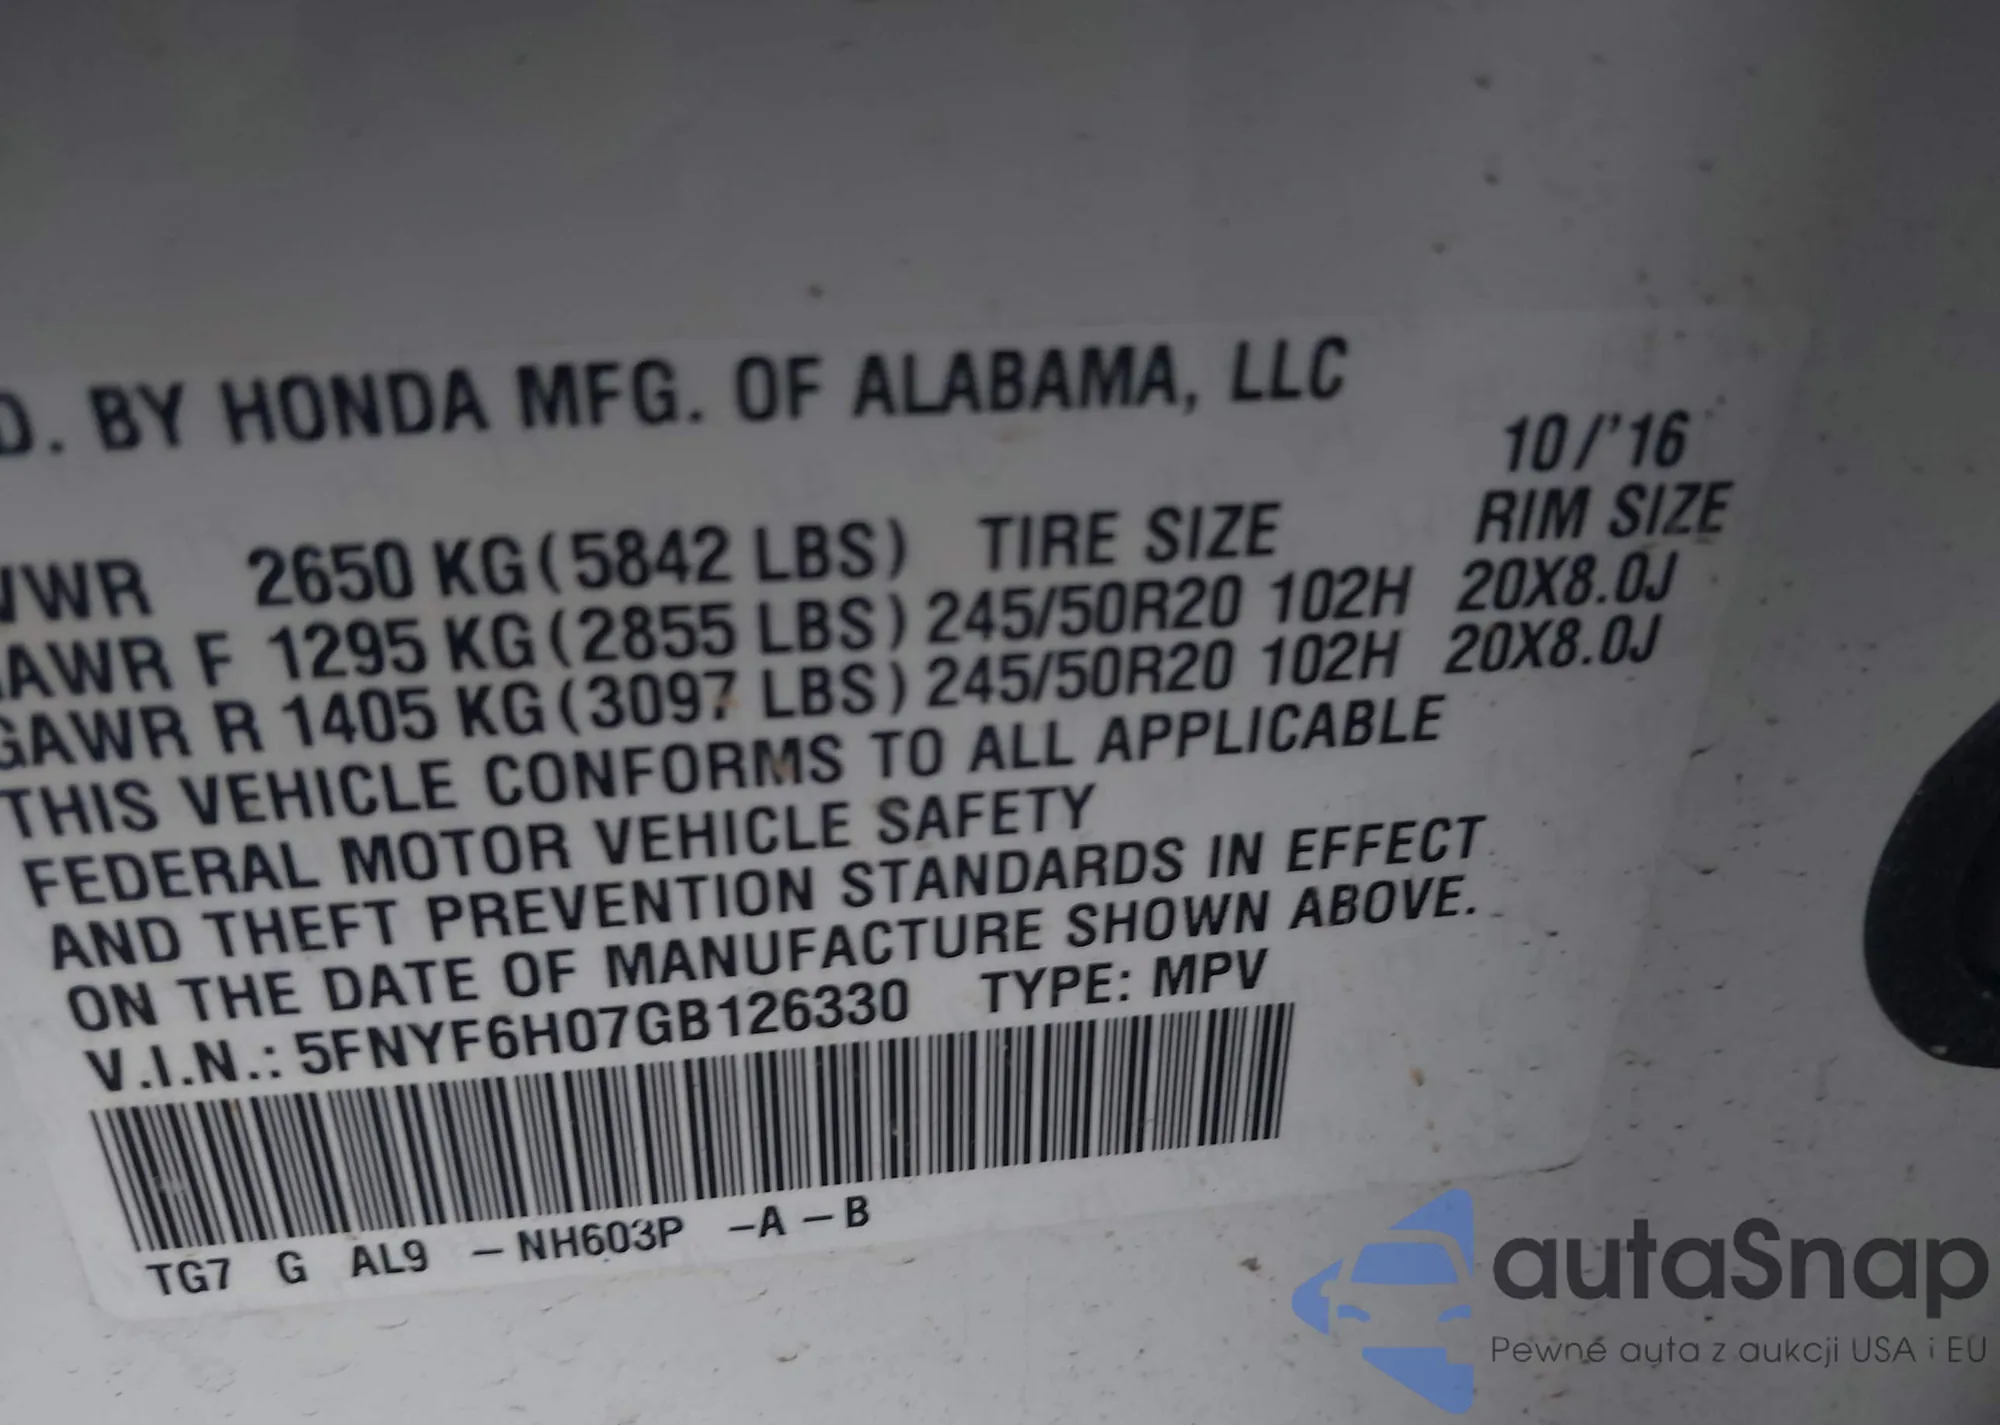 D. BY HONDA MFG. OF ALABAMA, LLC
10/'16
VWR 2650 KG (5842 LBS) TIRE SIZE RIM SIZE
AWR F 1295 KG (2855 LBS) 245/50R20 102H 20X8.0J
GAWR R 1405 KG (3097 LBS) 245/50R20 102H 20X8.0J
THIS VEHICLE CONFORMS TO ALL APPLICABLE
FEDERAL MOTOR VEHICLE SAFETY
AND THEFT PREVENTION STANDARDS IN EFFECT
ON THE DATE OF MANUFACTURE SHOWN ABOVE.
V.I.N.: 5FNYF6H07GB126330 TYPE: MPV
TG7 G AL9 -NH603P -A -B
autaSnap
Pewne auta z aukcji USA i EU